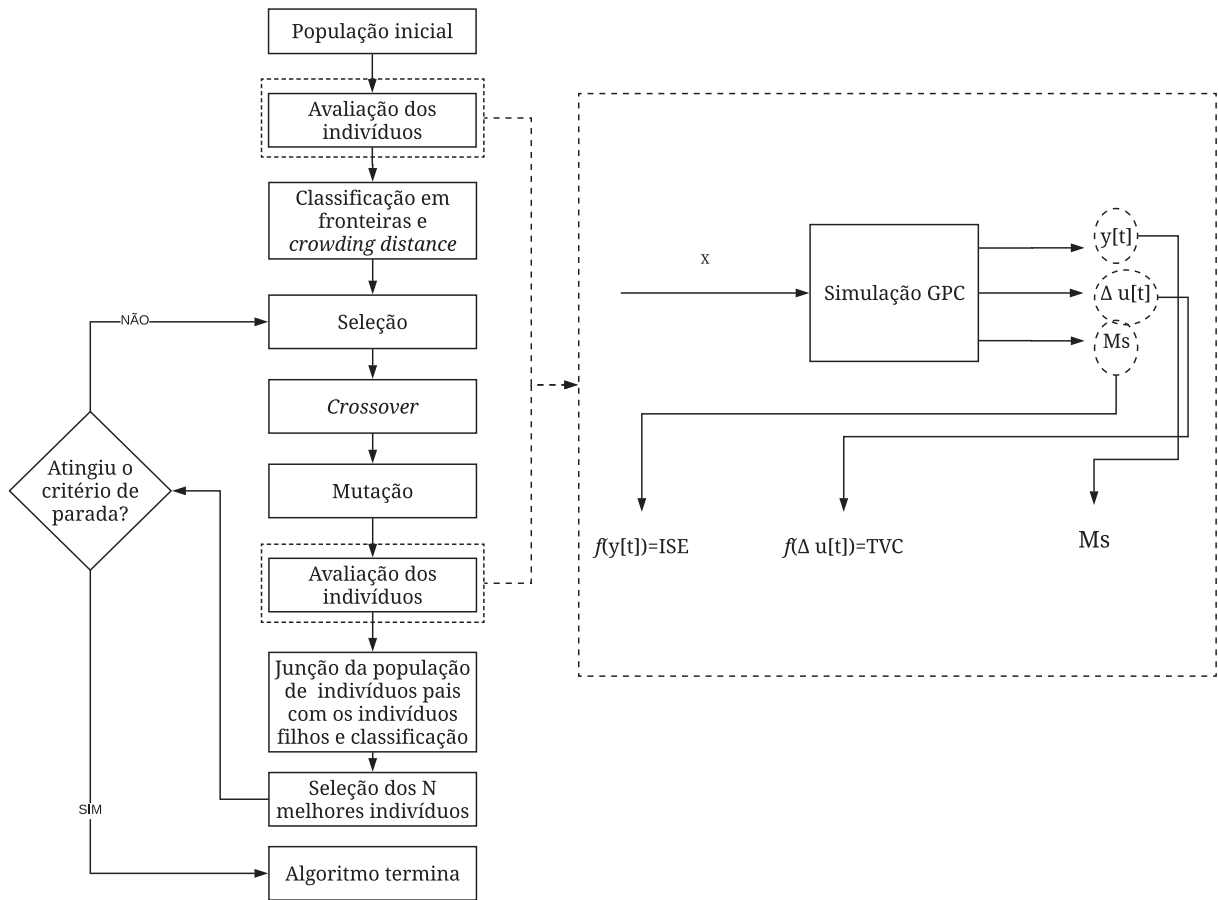 População inicial
Avaliação dos
indivíduos
Classificação em
fronteiras e
crowding distance
Seleção
Crossover
Mutação
Avaliação dos
indivíduos
Junção da população
de indivíduos pais
com os indivíduos
filhos e classificação
Seleção dos N
melhores indivíduos
Algoritmo termina
NÃO
Atingiu o
critério de
parada?
SIM
x
Simulação GPC
y[t]
Δ u[t]
Ms
f(y[t])=ISE
f(Δ u[t])=TVC
Ms